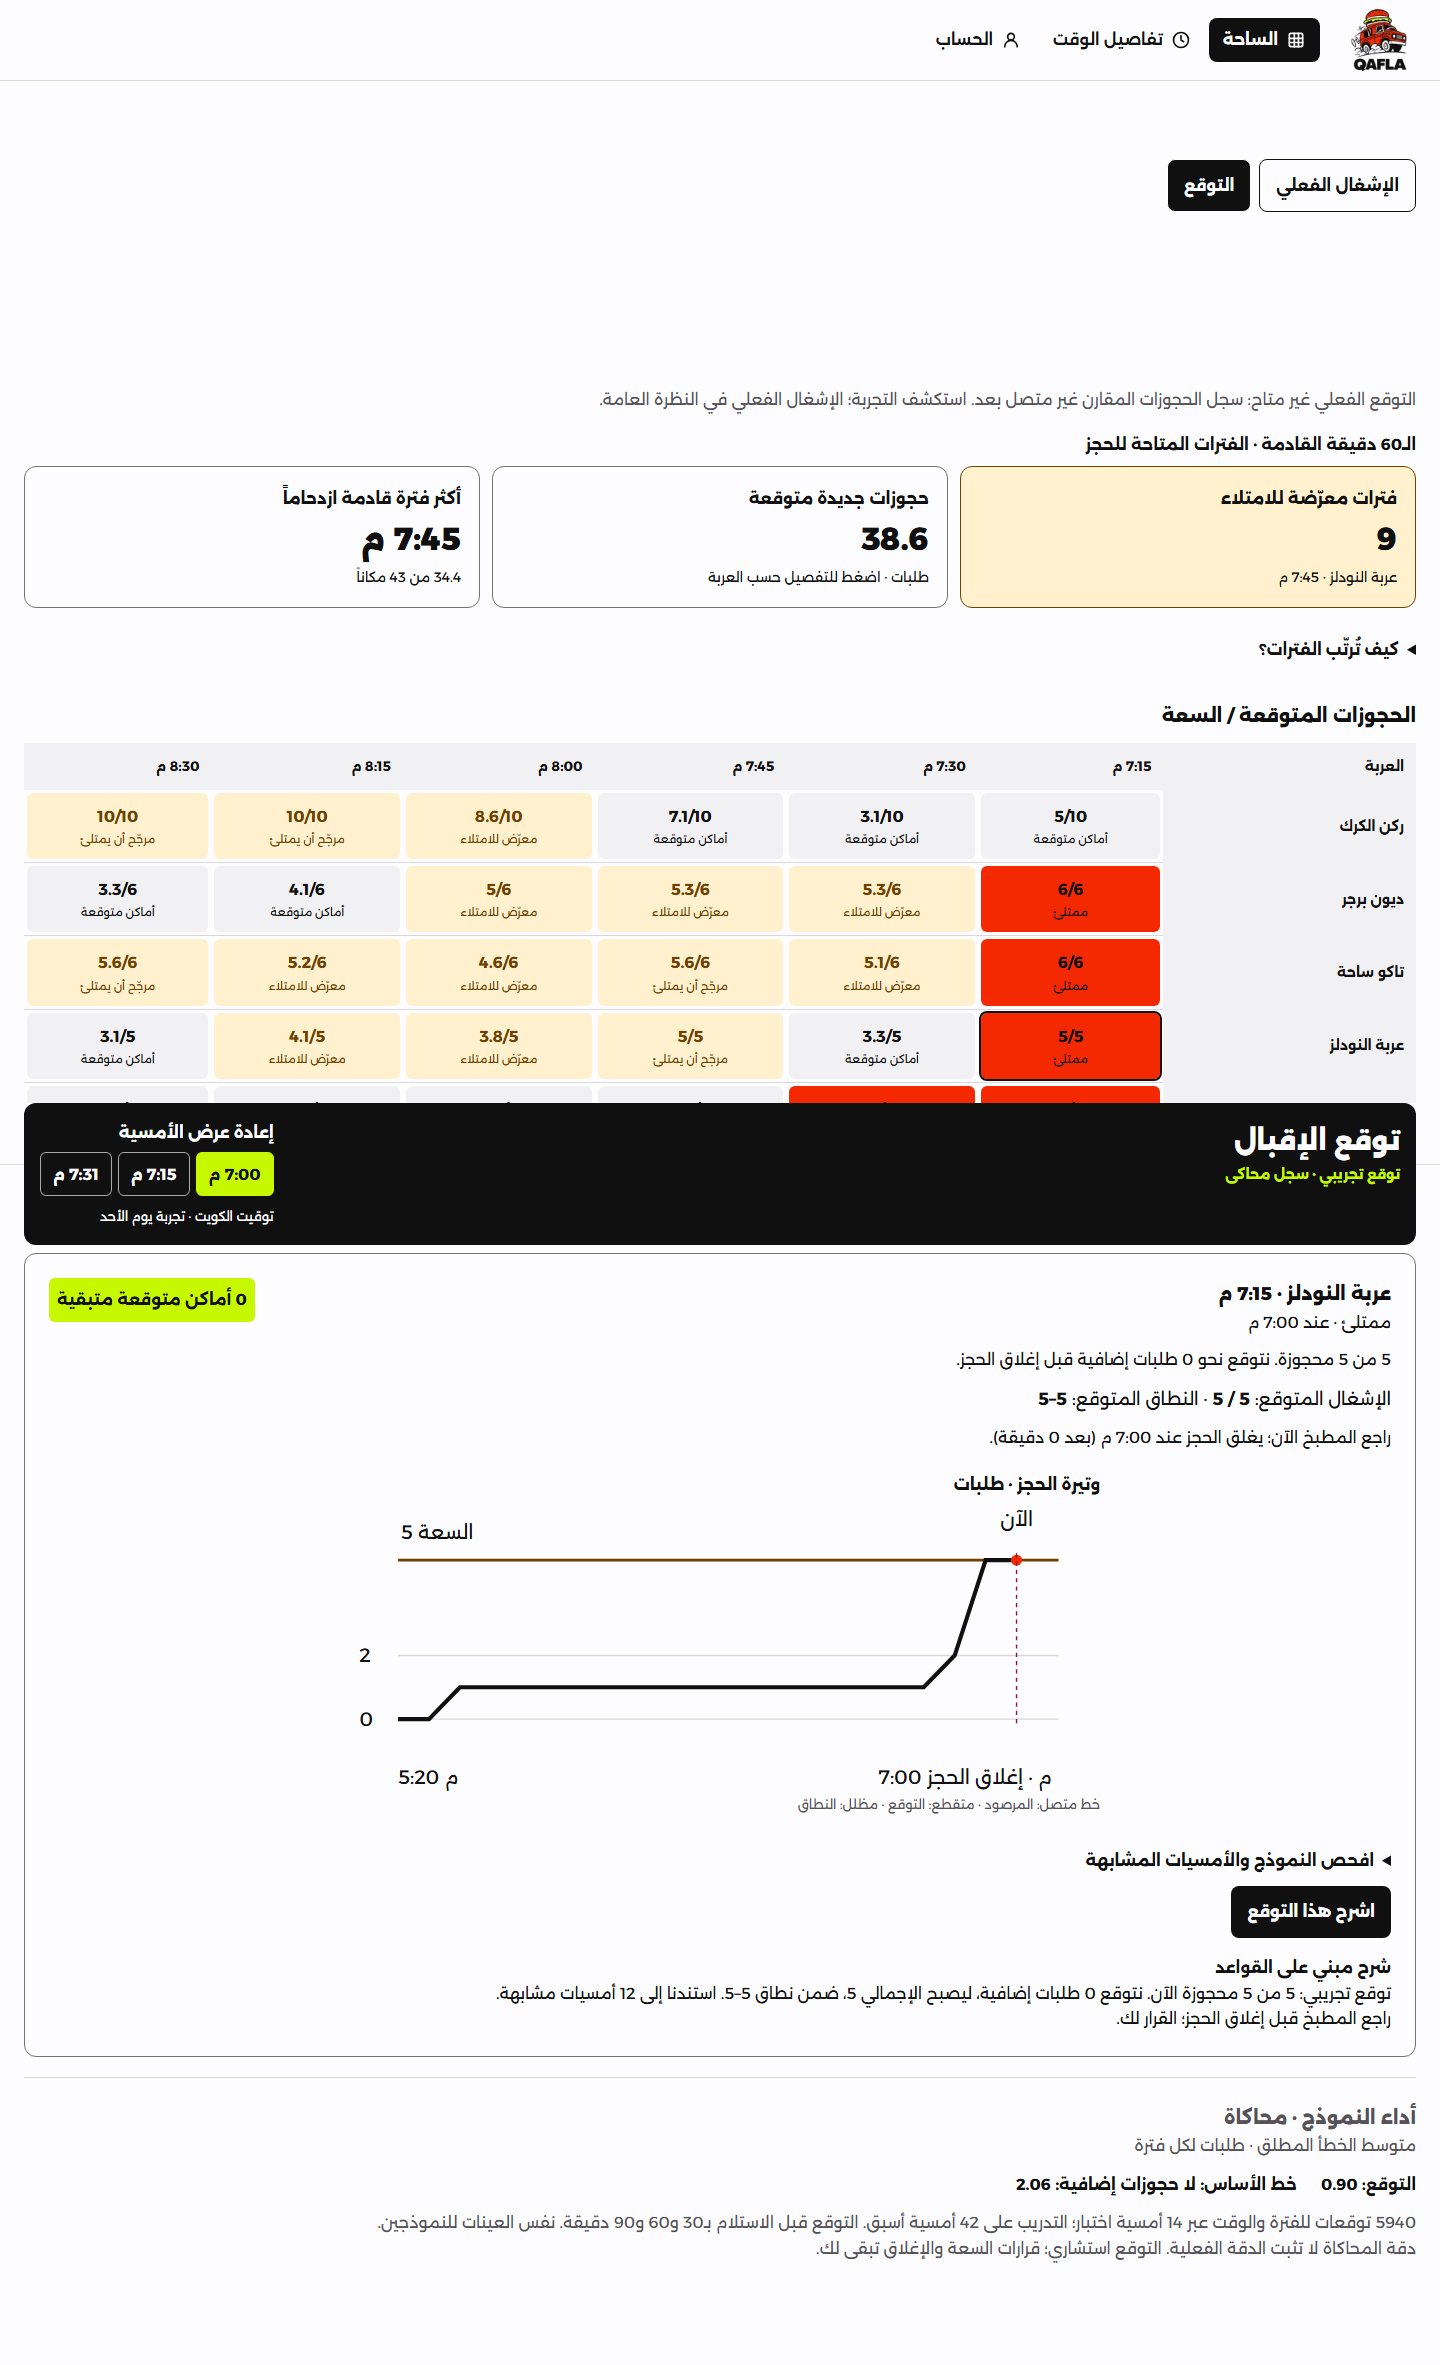 QAFLA
الساحة
تفاصيل الوقت
الحساب
الإشغال الفعلي
التوقع
التوقع الفعلي غير متاح: سجل الحجوزات المقارن غير متصل بعد. استكشف التجربة؛ الإشغال الفعلي في النظرة العامة.
الـ60 دقيقة القادمة · الفترات المتاحة للحجز
فترات معرّضة للامتلاء
9
عربة النودلز · 7:45 م
حجوزات جديدة متوقعة
38.6
طلبات · اضغط للتفصيل حسب العربة
أكثر فترة قادمة ازدحاماً
7:45 م
34.4 من 43 مكاناً
كيف تُرتّب الفترات؟
الحجوزات المتوقعة / السعة
العربة 7:15 م 7:30 م 7:45 م 8:00 م 8:15 م 8:30 م
ركن الكرك 5/10 3.1/10 7.1/10 8.6/10 10/10 10/10
أماكن متوقعة أماكن متوقعة أماكن متوقعة معرّض للامتلاء مرجّح أن يمتلئ مرجّح أن يمتلئ
ديون برجر 6/6 5.3/6 5.3/6 5/6 4.1/6 3.3/6
ممتلئ معرّض للامتلاء معرّض للامتلاء معرّض للامتلاء أماكن متوقعة أماكن متوقعة
تاكو ساحة 6/6 5.1/6 5.6/6 4.6/6 5.2/6 5.6/6
ممتلئ معرّض للامتلاء مرجّح أن يمتلئ معرّض للامتلاء معرّض للامتلاء مرجّح أن يمتلئ
عربة النودلز 5/5 3.3/5 5/5 3.8/5 4.1/5 3.1/5
ممتلئ أماكن متوقعة مرجّح أن يمتلئ معرّض للامتلاء معرّض للامتلاء أماكن متوقعة
توقع الإقبال
توقع تجريبي · سجل محاكى
إعادة عرض الأمسية
7:00 م 7:15 م 7:31 م
توقيت الكويت · تجربة يوم الأحد
عربة النودلز · 7:15 م
0 أماكن متوقعة متبقية
ممتلئ · عند 7:00 م
5 من 5 محجوزة. نتوقع نحو 0 طلبات إضافية قبل إغلاق الحجز.
الإشغال المتوقع: 5 / 5 · النطاق المتوقع: 5–5
راجع المطبخ الآن؛ يغلق الحجز عند 7:00 م (بعد 0 دقيقة).
وتيرة الحجز · طلبات
الآن
السعة 5
2
0
5:20 م
7:00 م · إغلاق الحجز
خط متصل: المرصود · متقطع: التوقع · مظلل: النطاق
افحص النموذج والأمسيات المشابهة
اشرح هذا التوقع
شرح مبني على القواعد
توقع تجريبي: 5 من 5 محجوزة الآن. نتوقع 0 طلبات إضافية، ليصبح الإجمالي 5، ضمن نطاق 5–5. استندنا إلى 12 أمسيات مشابهة.
راجع المطبخ قبل إغلاق الحجز؛ القرار لك.
أداء النموذج · محاكاة
متوسط الخطأ المطلق · طلبات لكل فترة
التوقع: 0.90 خط الأساس: لا حجوزات إضافية: 2.06
5940 توقعات للفترة والوقت عبر 14 أمسية اختبار؛ التدريب على 42 أمسية أسبق. التوقع قبل الاستلام بـ30 و60 و90 دقيقة. نفس العينات للنموذجين.
دقة المحاكاة لا تثبت الدقة الفعلية. التوقع استشاري؛ قرارات السعة والإغلاق تبقى لك.